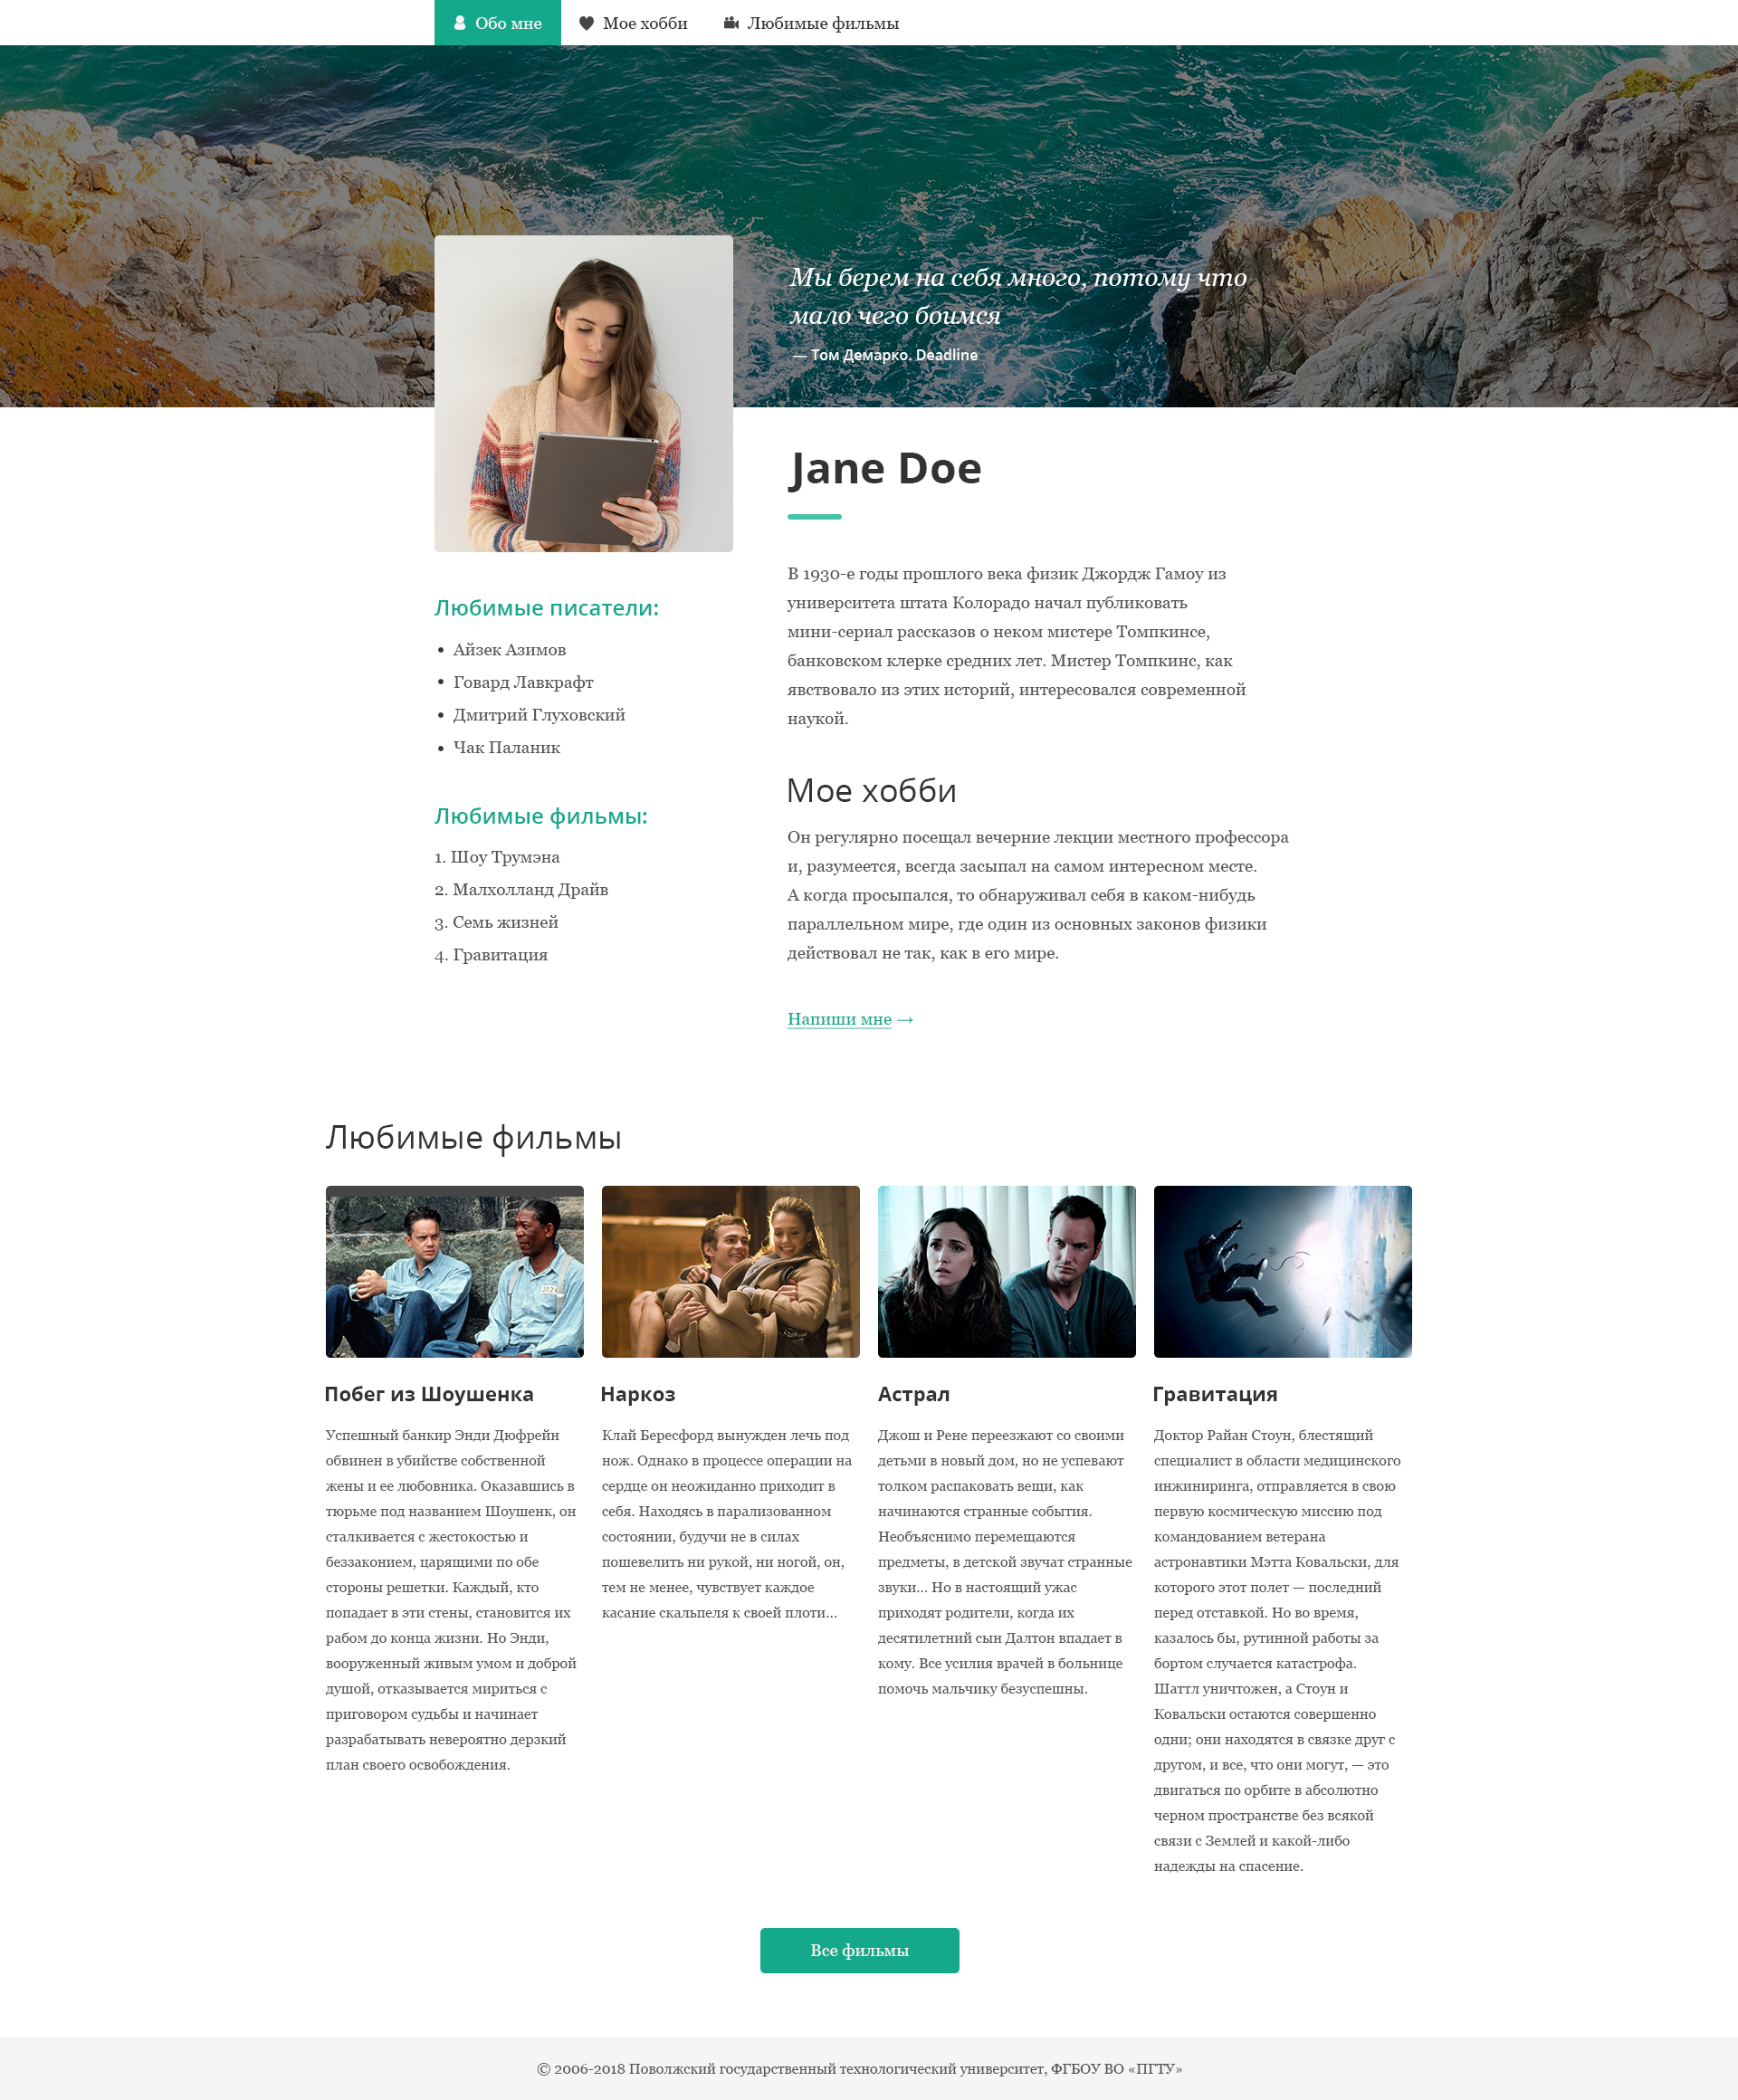 Обо мне
Мое хобби
Любимые фильмы
Мы берем на себя много, потому что
мало чего боимся
— Том Демарко. Deadline
Jane Doe
В 1930-е годы прошлого века физик Джордж Гамоу из
университета штата Колорадо начал публиковать
мини-сериал рассказов о неком мистере Томпкинсе,
банковском клерке средних лет. Мистер Томпкинс, как
явствовало из этих историй, интересовался современной
наукой.
Любимые писатели:
• Айзек Азимов
• Говард Лавкрафт
• Дмитрий Глуховский
• Чак Паланик
Любимые фильмы:
1. Шоу Трумэна
2. Малхолланд Драйв
3. Семь жизней
4. Гравитация
Мое хобби
Он регулярно посещал вечерние лекции местного профессора
и, разумеется, всегда засыпал на самом интересном месте.
А когда просыпался, то обнаруживал себя в каком-нибудь
параллельном мире, где один из основных законов физики
действовал не так, как в его мире.
Напиши мне →
Любимые фильмы
Побег из Шоушенка
Успешный банкир Энди Дюфрейн
обвинен в убийстве собственной
жены и ее любовника. Оказавшись в
тюрьме под названием Шоушенк, он
сталкивается с жестокостью и
беззаконием, царящими по обе
стороны решетки. Каждый, кто
попадает в эти стены, становится их
рабом до конца жизни. Но Энди,
вооруженный живым умом и доброй
душой, отказывается мириться с
приговором судьбы и начинает
разрабатывать невероятно дерзкий
план своего освобождения.
Наркоз
Клай Бересфорд вынужден лечь под
нож. Однако в процессе операции на
сердце он неожиданно приходит в
себя. Находясь в парализованном
состоянии, будучи не в силах
пошевелить ни рукой, ни ногой, он,
тем не менее, чувствует каждое
касание скальпеля к своей плоти...
Астрал
Джош и Рене переезжают со своими
детьми в новый дом, но не успевают
толком распаковать вещи, как
начинаются странные события.
Необъяснимо перемещаются
предметы, в детской звучат странные
звуки... Но в настоящий ужас
приходят родители, когда их
десятилетний сын Далтон впадает в
кому. Все усилия врачей в больнице
помочь мальчику безуспешны.
Гравитация
Доктор Райан Стоун, блестящий
специалист в области медицинского
инжиниринга, отправляется в свою
первую космическую миссию под
командованием ветерана
астронавтики Мэтта Ковальски, для
которого этот полет — последний
перед отставкой. Но во время,
казалось бы, рутинной работы за
бортом случается катастрофа.
Шаттл уничтожен, а Стоун и
Ковальски остаются совершенно
одни; они находятся в связке друг с
другом, и все, что они могут, — это
двигаться по орбите в абсолютно
черном пространстве без всякой
связи с Землей и какой-либо
надежды на спасение.
Все фильмы
© 2006-2018 Поволжский государственный технологический университет, ФГБОУ ВО «ПГТУ»